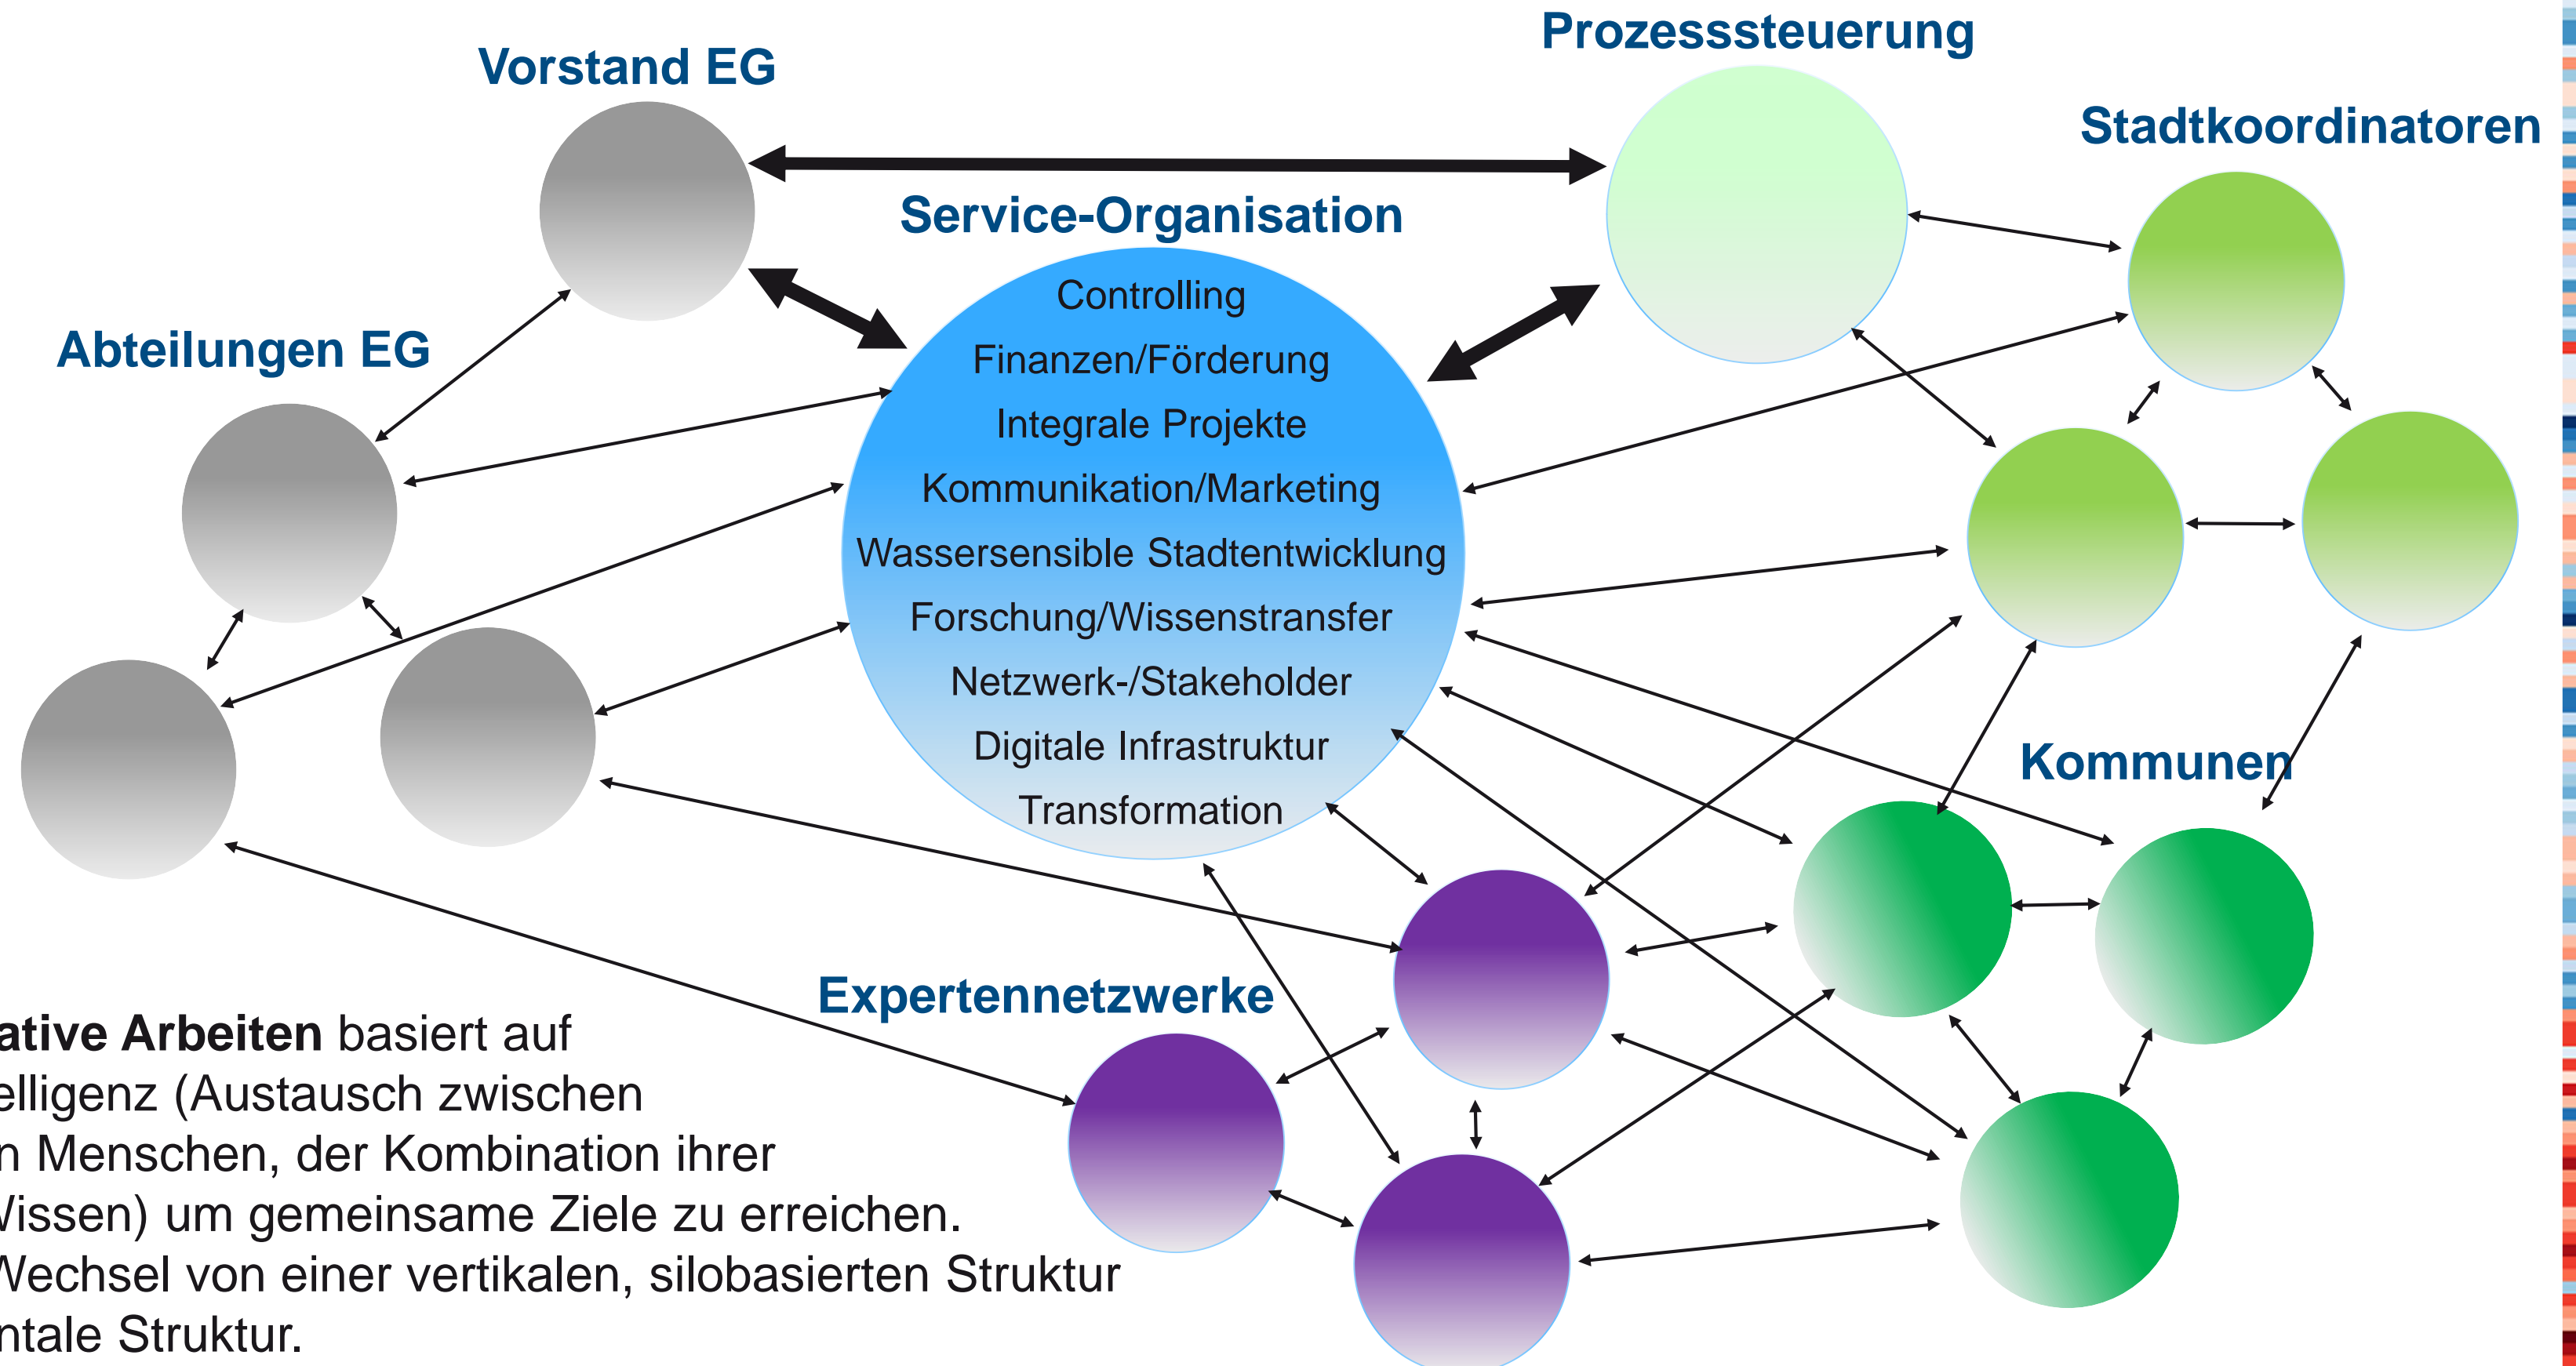 Prozesssteuerung
Vorstand EG
Stadtkoordinatoren
Service-Organisation
Abteilungen EG
Controlling
Finanzen/Förderung
Integrale Projekte
Kommunikation/Marketing
Wassersensible Stadtentwicklung
Forschung/Wissenstransfer
Netzwerk-/Stakeholder
Digitale Infrastruktur
Transformation
Kommunen
Expertennetzwerke
ative Arbeiten basiert auf
elligenz (Austausch zwischen
n Menschen, der Kombination ihrer
Wissen) um gemeinsame Ziele zu erreichen.
Wechsel von einer vertikalen, silobasierten Struktur
ntale Struktur.